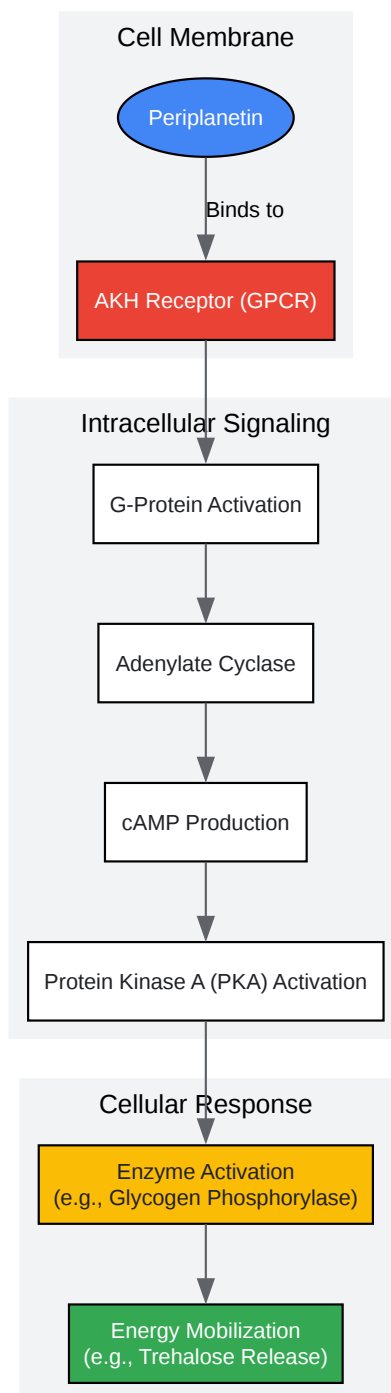 Cell Membrane
Periplanetin
Binds to
AKH Receptor (GPCR)
Intracellular Signaling
G-Protein Activation
Adenylate Cyclase
cAMP Production
Protein Kinase A (PKA) Activation
Cellular Response
Enzyme Activation
(e.g., Glycogen Phosphorylase)
Energy Mobilization
(e.g., Trehalose Release)